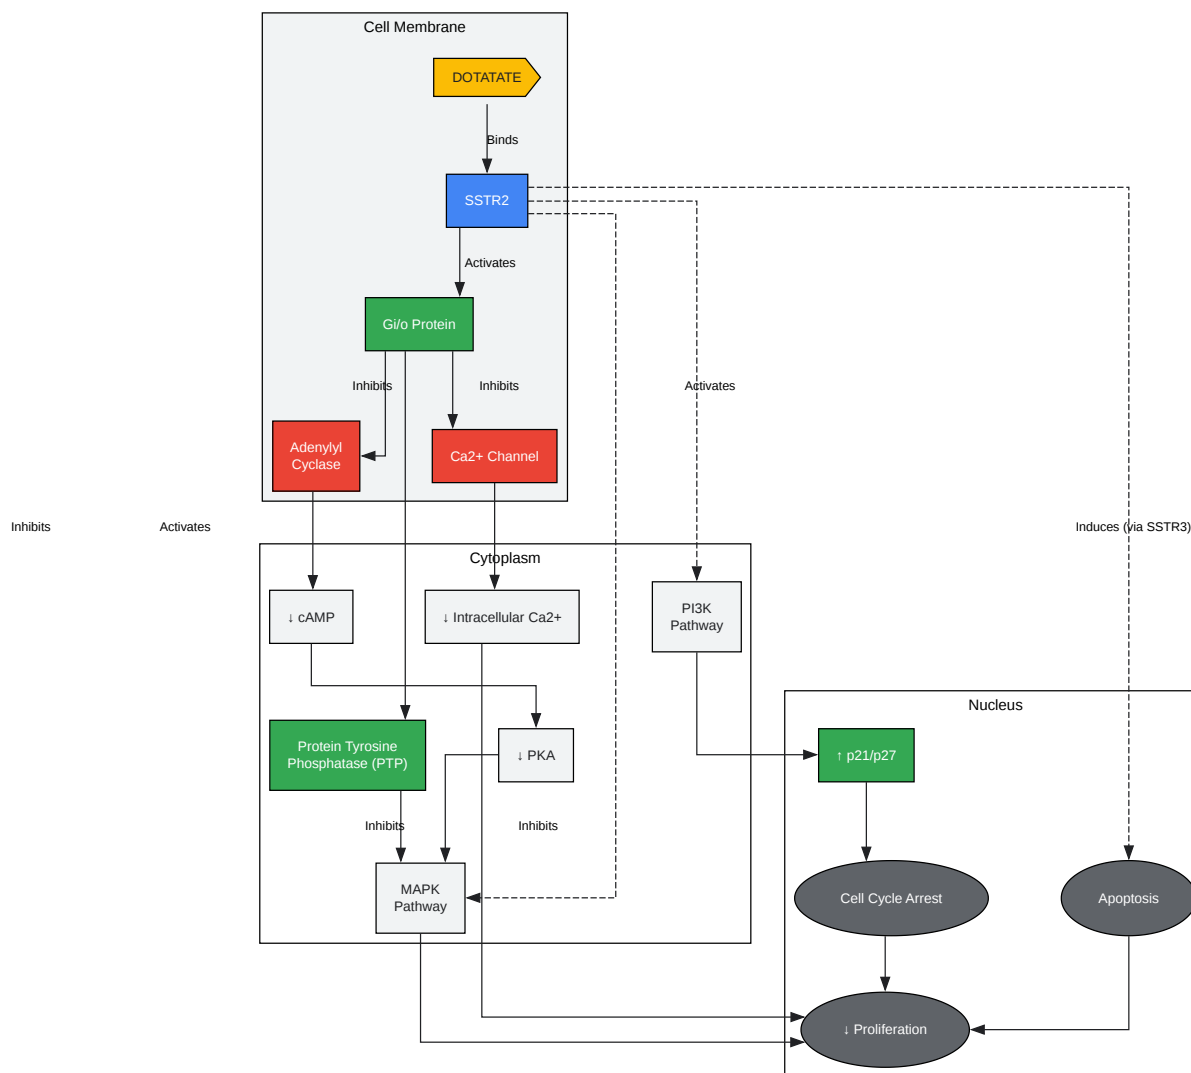 Cell Membrane
DOTATATE
Binds
SSTR2
Activates
Gi/o Protein
Inhibits
Inhibits
Activates
Adenylyl
Cyclase
Ca2+ Channel
Inhibits
Activates
Induces (via SSTR3)
Cytoplasm
↓ cAMP
↓ Intracellular Ca2+
PI3K
Pathway
Nucleus
Protein Tyrosine
Phosphatase (PTP)
↓ PKA
↑ p21/p27
Inhibits
Inhibits
MAPK
Pathway
Cell Cycle Arrest
Apoptosis
↓ Proliferation